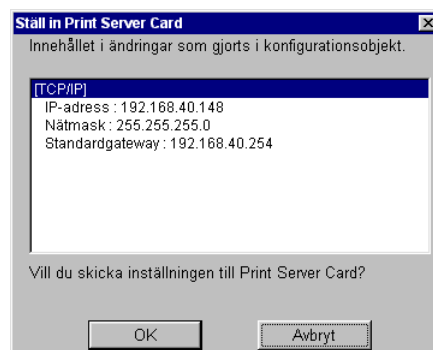 Ställ in Print Server Card
Innehållet i ändringar som gjorts i konfigurationsobjekt.
[TCP/IP]
IP-adress : 192.168.40.148
Nätmask : 255.255.255.0
Standardgateway : 192.168.40.254
Vill du skicka inställningen till Print Server Card?
OK
Avbryt